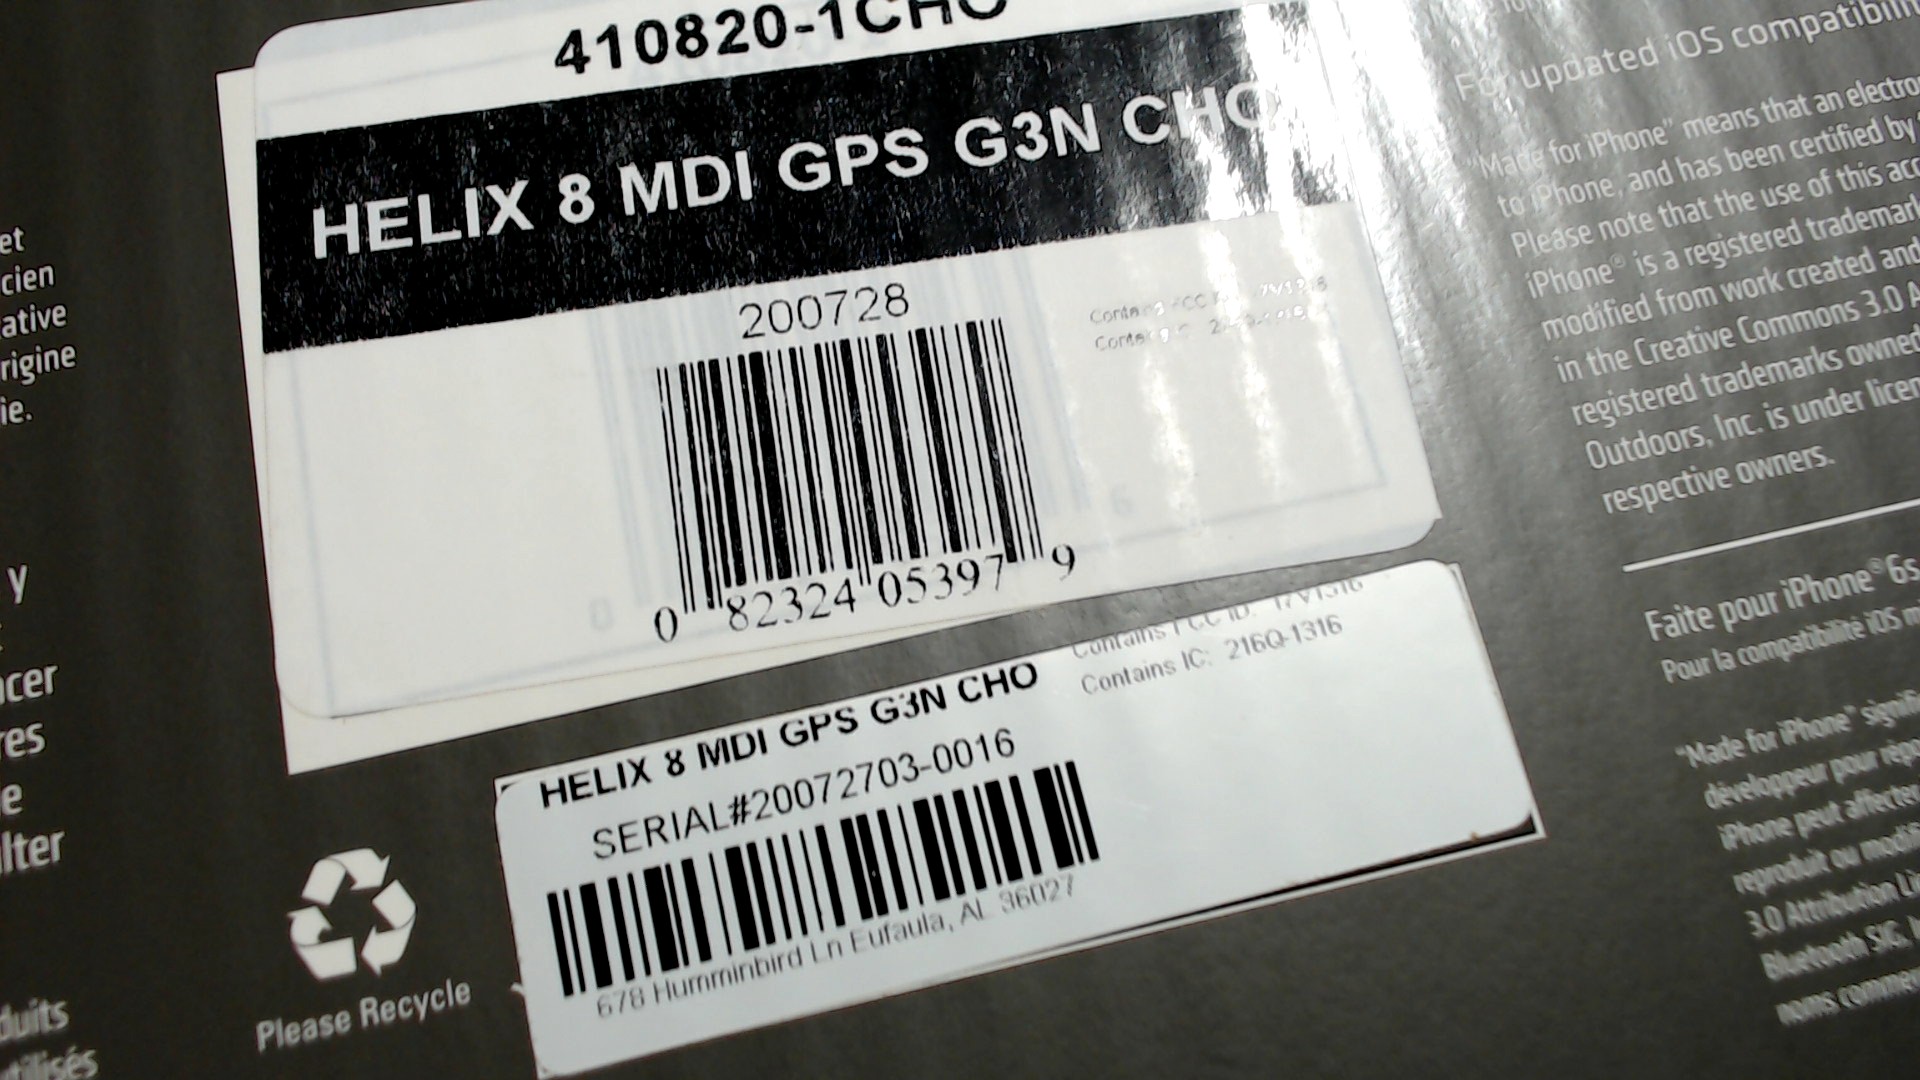 410820-1CHO
HELIX 8 MDI GPS G3N CHO
200728
0 82324 05397 9
Contains FCC ID:
Contains IC: 216Q-1316
HELIX 8 MDI GPS G3N CHO
SERIAL#20072703-0016
678 Humminbird Ln Eufaula, AL 36027
Please Recycle
et
cien
ative
rigine
ie.
y
ncer
res
e
lter
duits
utilisés
For updated iOS compatibilit
"Made for iPhone" means that an electro
to iPhone, and has been certified by
Please note that the use of this acc
iPhone® is a registered trademark
modified from work created and
in the Creative Commons 3.0 A
registered trademarks owned
Outdoors, Inc. is under licen
respective owners.
Faite pour iPhone® 6s
Pour la compatibilité iOS m
"Made for iPhone" signifi
développeur pour répo
iPhone peut affecter
reproduit ou modifi
3.0 Attribution Li
Bluetooth SIG,
noms comme